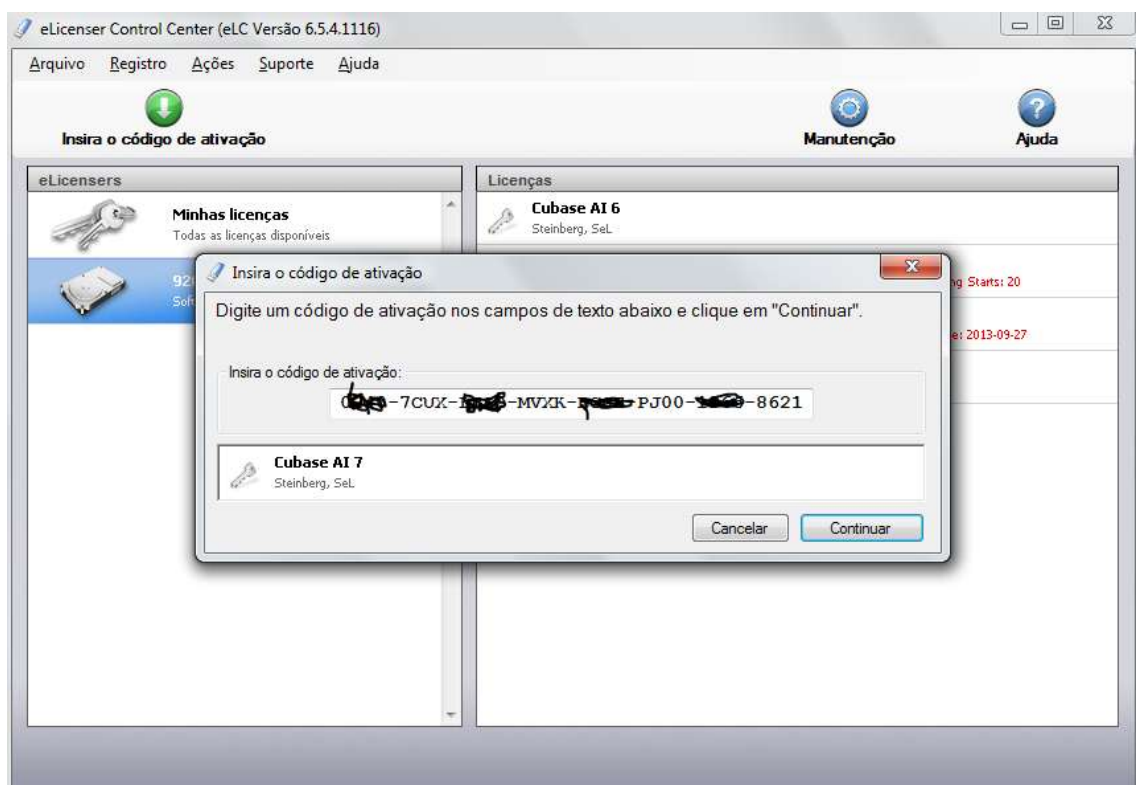 eLicenser Control Center (eLC Versão 6.5.4.1116)
Arquivo Registro Ações Suporte Ajuda
Insira o código de ativação
Manutenção
Ajuda
eLicensers
Minhas licenças
Todas as licenças disponíveis
Licenças
Cubase AI 6
Steinberg, SeL
Starts: 20
2013-09-27
Insira o código de ativação
Digite um código de ativação nos campos de texto abaixo e clique em "Continuar".
Insira o código de ativação:
-7CUX- -MVXK- PJ00- -8621
Cubase AI 7
Steinberg, SeL
Cancelar Continuar